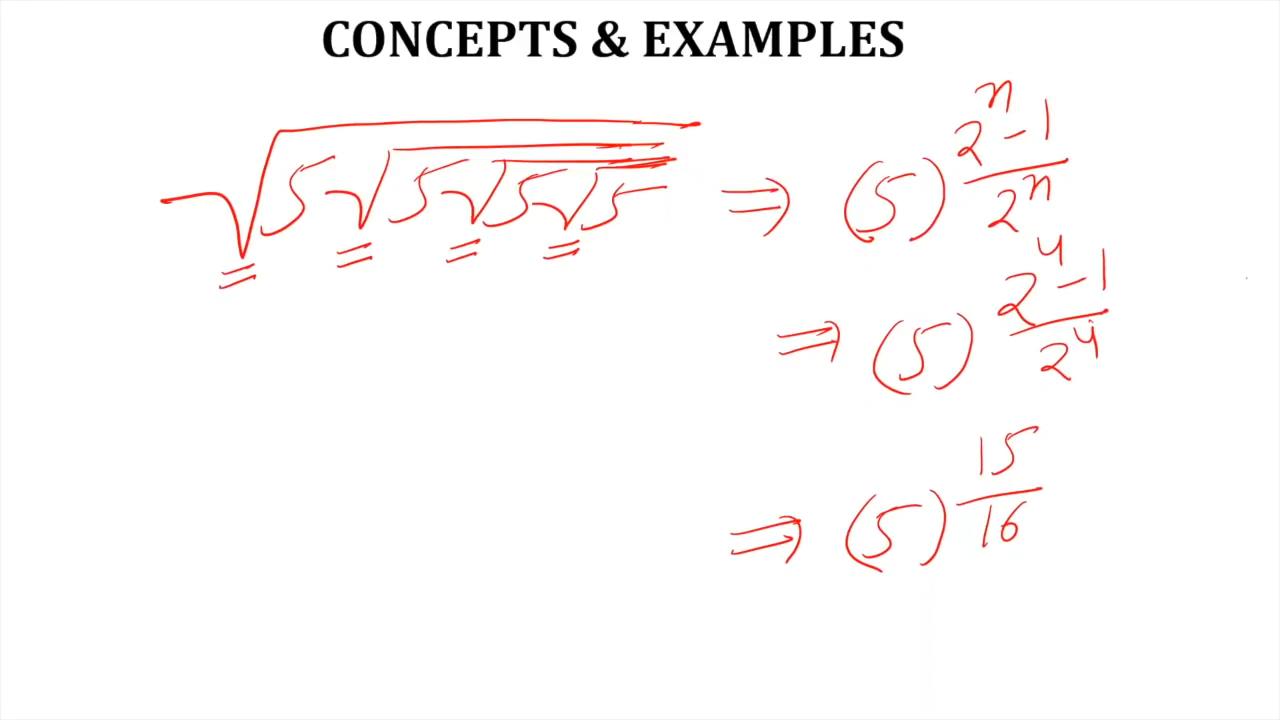 CONCEPTS & EXAMPLES
√(5√(5√(5√5))) ⇒ (5)^((2^n - 1)/(2^n))
⇒ (5)^((2^4 - 1)/(2^4))
⇒ (5)^(15/16)